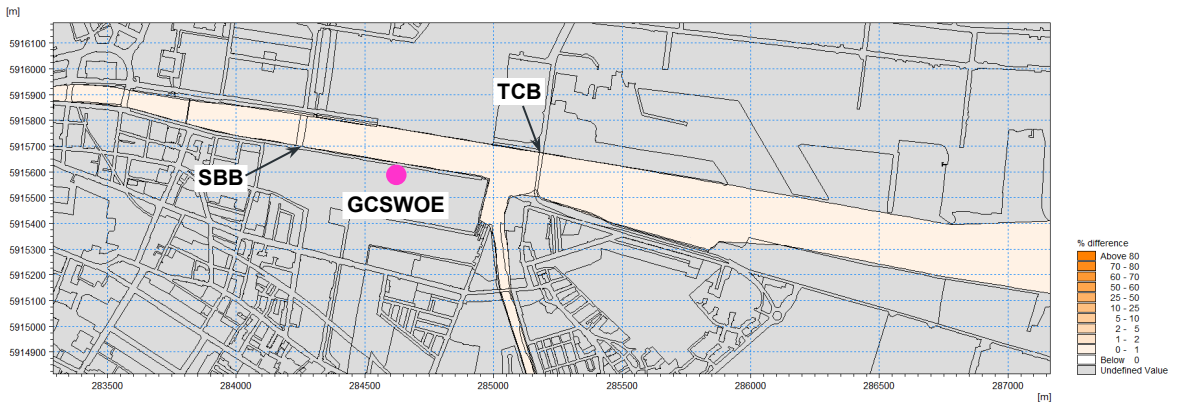 [m]
5916100
5916000
5915900
5915800
5915700
5915600
5915500
5915400
5915300
5915200
5915100
5915000
5914900
TCB
SBB
GCSWOE
283500 284000 284500 285000 285500 286000 286500 287000
[m]
% difference
Above 80
70 - 80
60 - 70
50 - 60
25 - 50
10 - 25
5 - 10
2 - 5
1 - 2
0 - 1
Below 0
Undefined Value